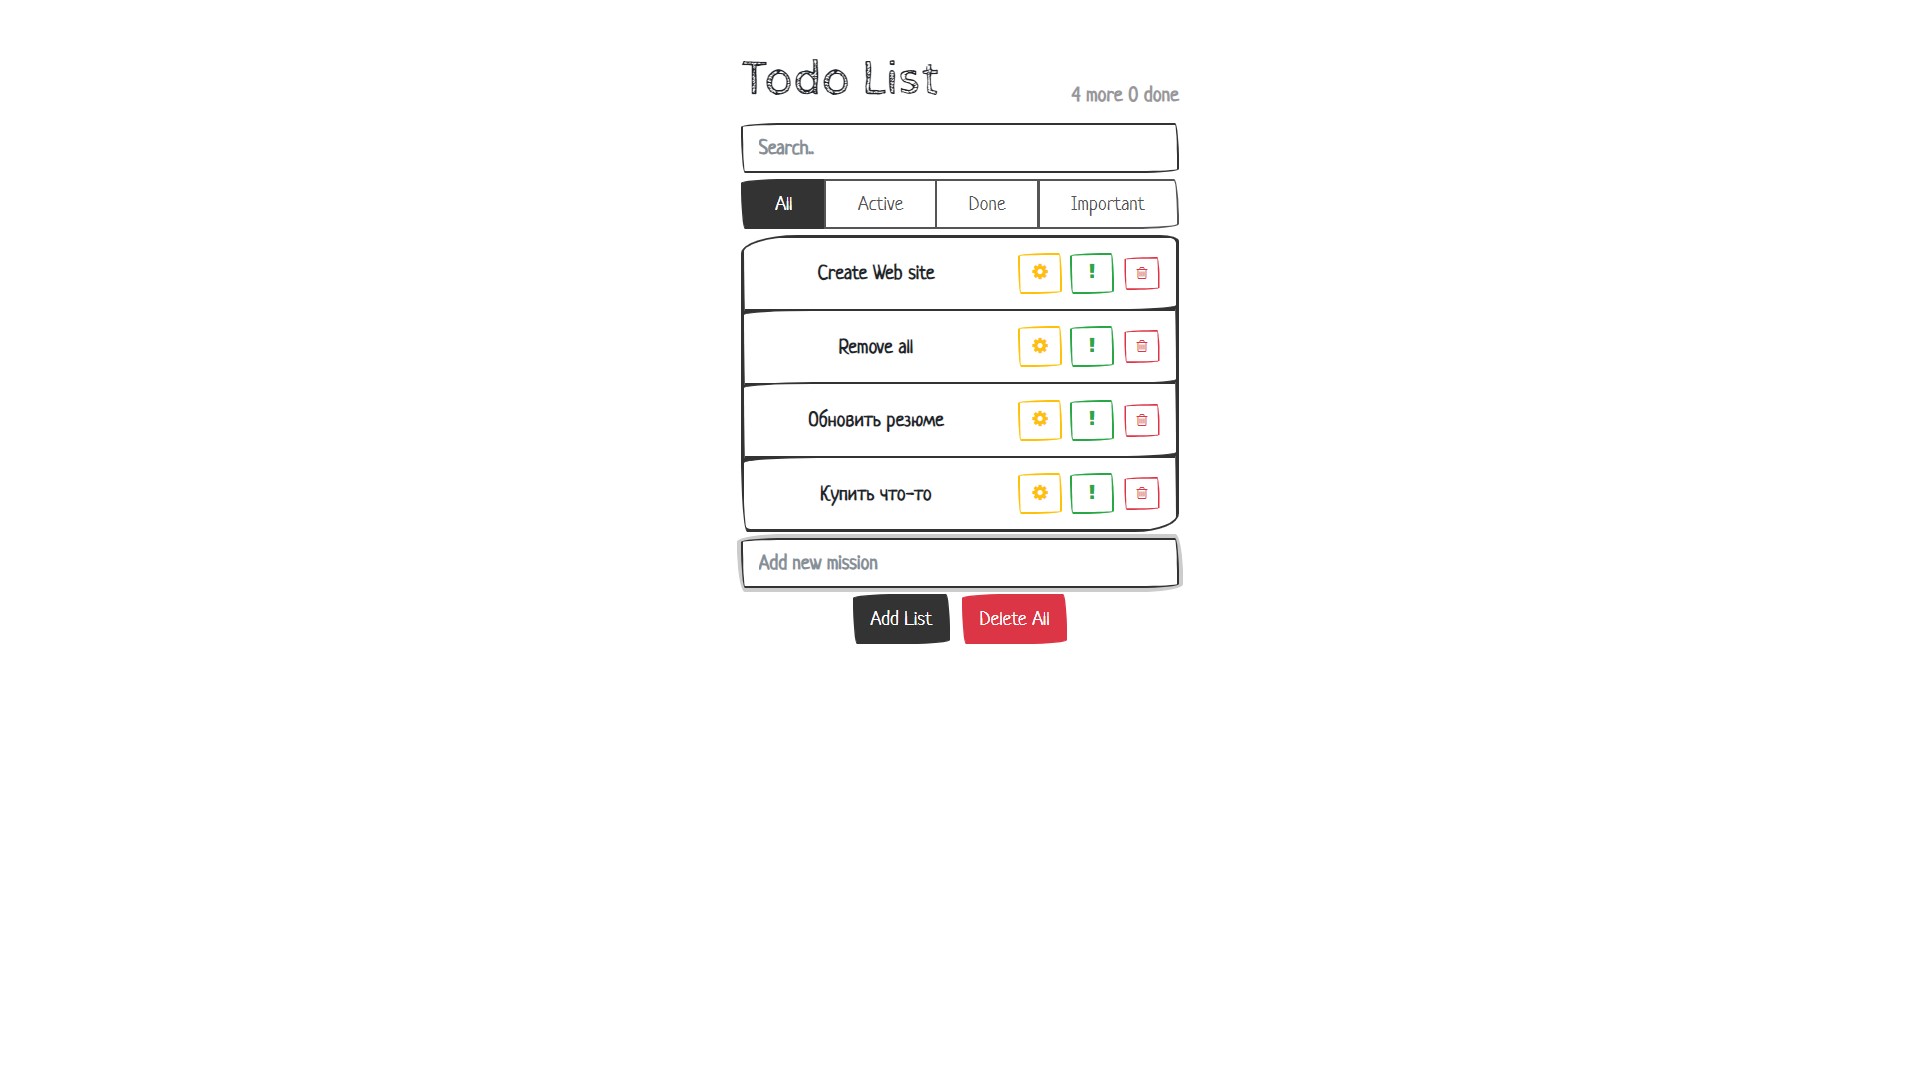 Todo List
4 more 0 done
Search..
All Active Done Important
Create Web site !
Remove all !
Обновить резюме !
Купить что-то !
Add new mission
Add List Delete All